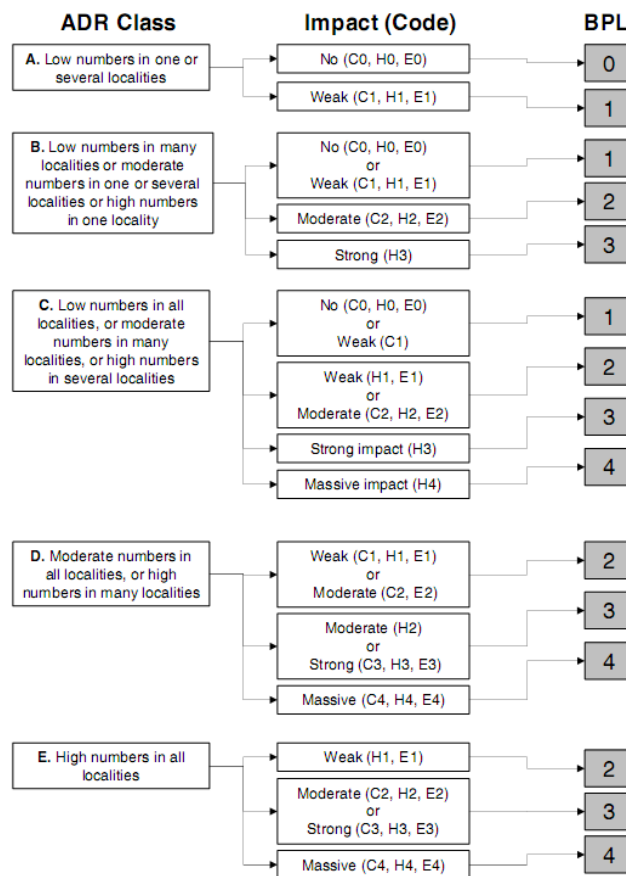 ADR Class
Impact (Code)
BPL
A. Low numbers in one or
several localities
No (C0, H0, E0)
0
Weak (C1, H1, E1)
1
B. Low numbers in many
localities or moderate
numbers in one or several
localities or high numbers
in one locality
No (C0, H0, E0)
or
Weak (C1, H1, E1)
1
Moderate (C2, H2, E2)
2
Strong (H3)
3
C. Low numbers in all
localities, or moderate
numbers in many
localities, or high numbers
in several localities
No (C0, H0, E0)
or
Weak (C1)
1
Weak (H1, E1)
or
Moderate (C2, H2, E2)
2
Strong impact (H3)
3
Massive impact (H4)
4
D. Moderate numbers in
all localities, or high
numbers in many localities
Weak (C1, H1, E1)
or
Moderate (C2, E2)
2
Moderate (H2)
or
Strong (C3, H3, E3)
3
Massive (C4, H4, E4)
4
E. High numbers in all
localities
Weak (H1, E1)
2
Moderate (C2, H2, E2)
or
Strong (C3, H3, E3)
3
Massive (C4, H4, E4)
4